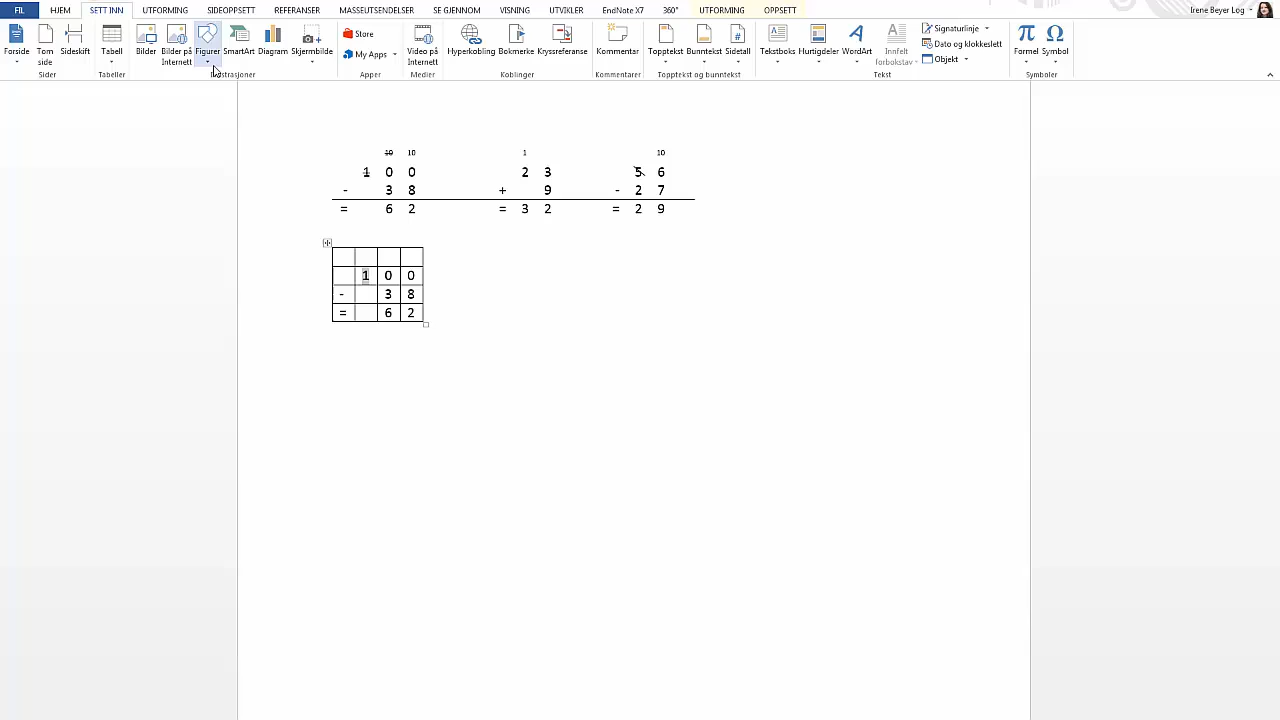 FIL HJEM SETT INN UTFORMING SIDEOPPSETT REFERANSER MASSEUTSENDELSER SE GJENNOM VISNING UTVIKLER EndNote X7 360° UTFORMING OPPSETT Irene Beyer Log
Forside Tom side Sideskift Tabell Bilder Bilder på Internett Figurer SmartArt Diagram Skjermbilde Store My Apps Video på Internett Hyperkobling Bokmerke Kryssreferanse Kommentar Topptekst Bunntekst Sidetall Tekstboks Hurtigdeler WordArt Innfelt forbokstav Signaturlinje Dato og klokkeslett Objekt Formel Symbol
Sider Tabeller Apper Medier Koblinger Kommentarer Topptekst og bunntekst Tekst Symboler
10 10 1 10
1 0 0 2 3 5 6
- 3 8 + 9 - 2 7
= 6 2 = 3 2 = 2 9
1 0 0
- 3 8
= 6 2